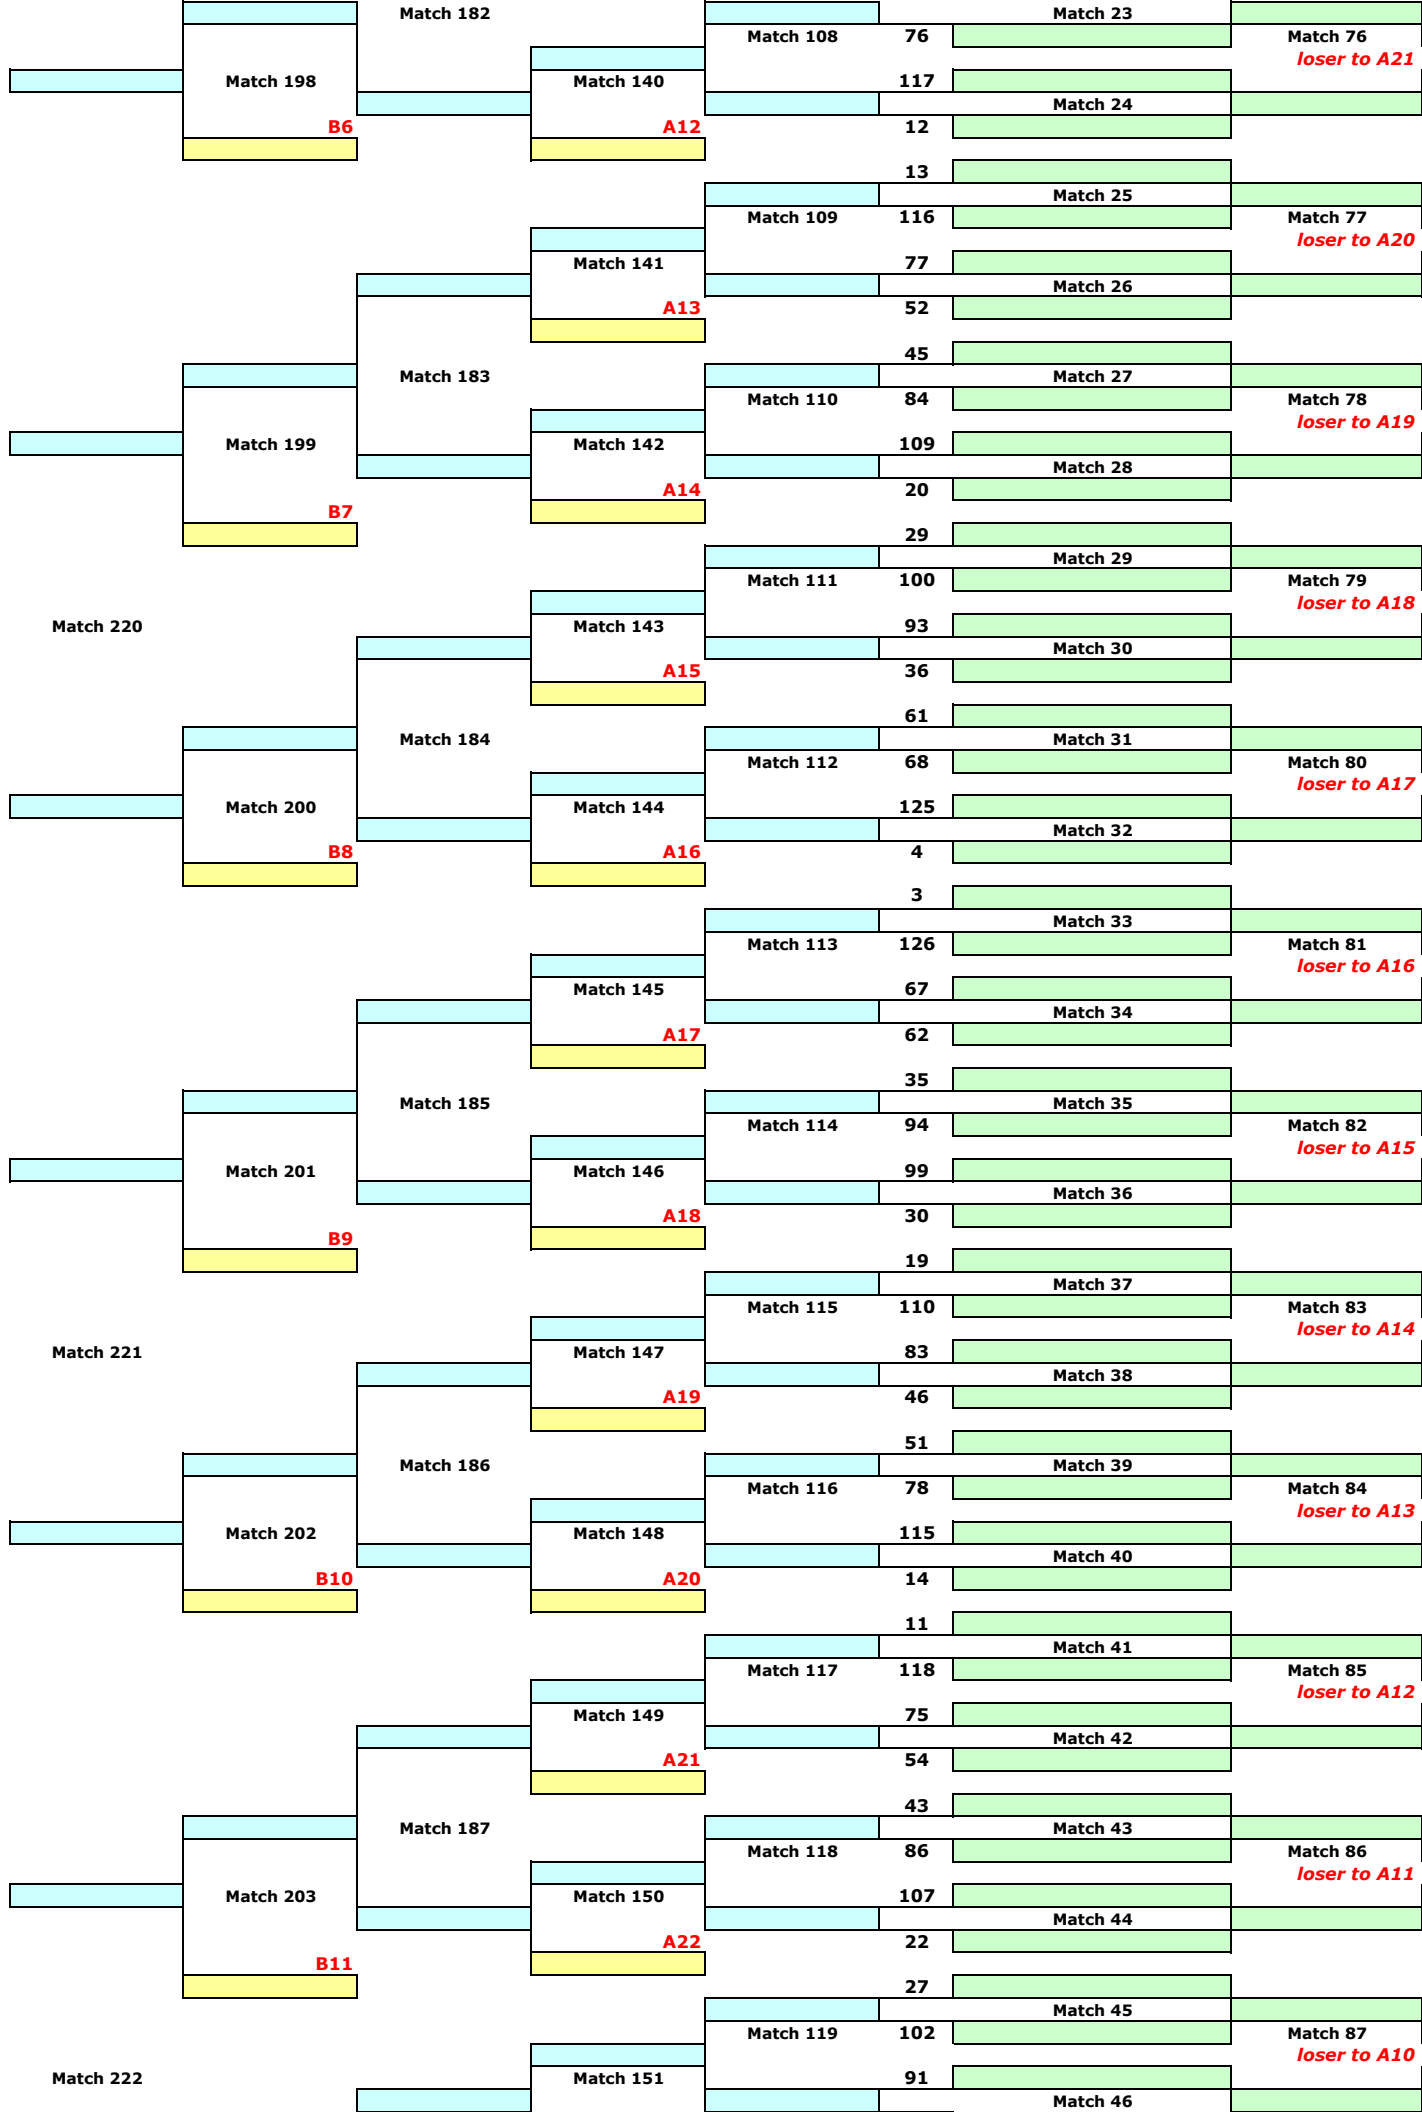 Match 182 Match 23
Match 108 76 Match 76
loser to A21
Match 198 Match 140 117
Match 24
B6 A12 12
13
Match 25
Match 109 116 Match 77
loser to A20
Match 141 77
Match 26
A13 52
45
Match 183 Match 27
Match 110 84 Match 78
loser to A19
Match 199 Match 142 109
Match 28
A14 20
B7
29
Match 29
Match 111 100 Match 79
loser to A18
Match 220 Match 143 93
Match 30
A15 36
61
Match 184 Match 31
Match 112 68 Match 80
loser to A17
Match 200 Match 144 125
Match 32
B8 A16 4
3
Match 33
Match 113 126 Match 81
loser to A16
Match 145 67
Match 34
A17 62
35
Match 185 Match 35
Match 114 94 Match 82
loser to A15
Match 201 Match 146 99
Match 36
A18 30
B9
19
Match 37
Match 115 110 Match 83
loser to A14
Match 221 Match 147 83
Match 38
A19 46
51
Match 186 Match 39
Match 116 78 Match 84
loser to A13
Match 202 Match 148 115
Match 40
B10 A20 14
11
Match 41
Match 117 118 Match 85
loser to A12
Match 149 75
Match 42
A21 54
43
Match 187 Match 43
Match 118 86 Match 86
loser to A11
Match 203 Match 150 107
Match 44
A22 22
B11
27
Match 45
Match 119 102 Match 87
loser to A10
Match 222 Match 151 91
Match 46